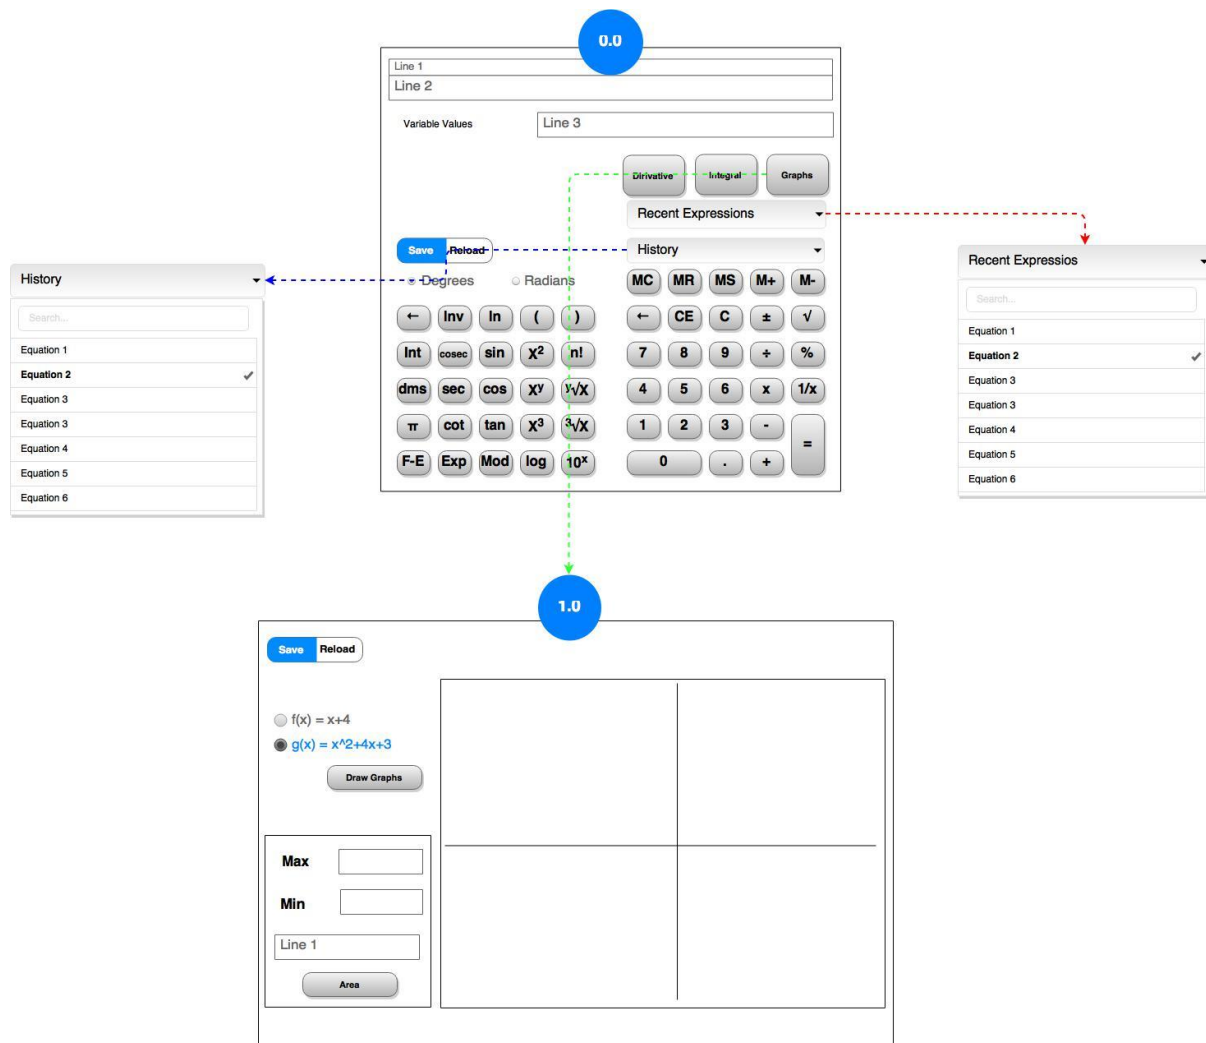 0.0
Line 1
Line 2
Variable Values
Line 3
Dirivative Integral Graphs
Recent Expressions
Save Reload
History
Degrees Radians
MC MR MS M+ M-
← Inv In ( )
← CE C ± √
Int cosec sin X² n!
7 8 9 ÷ %
dms sec cos Xʸ ʸ√X
4 5 6 x 1/x
π cot tan X³ ³√X
1 2 3 - =
F-E Exp Mod log 10ˣ
0 . +
History
Search...
Equation 1
Equation 2
Equation 3
Equation 3
Equation 4
Equation 5
Equation 6
Recent Expressios
Search...
Equation 1
Equation 2
Equation 3
Equation 3
Equation 4
Equation 5
Equation 6
1.0
Save Reload
f(x) = x+4
g(x) = x^2+4x+3
Draw Graphs
Max
Min
Line 1
Area